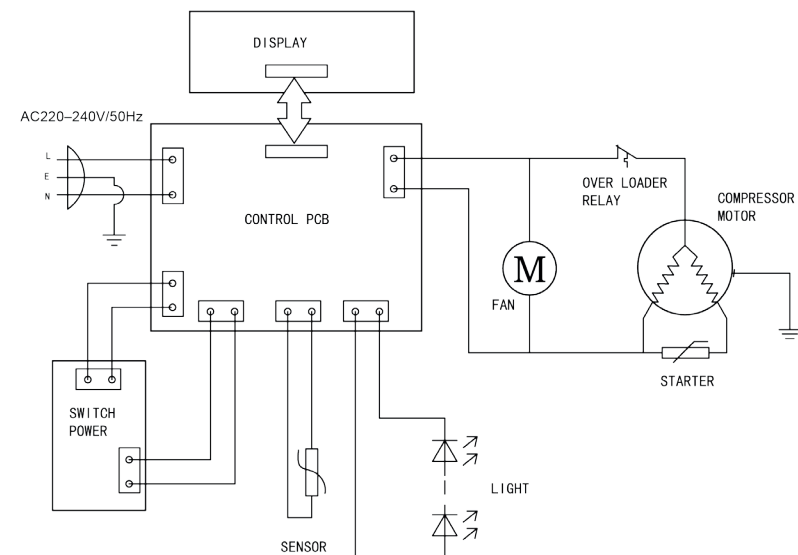 DISPLAY
AC220–240V/50Hz
L
E
N
CONTROL PCB
OVER LOADER
RELAY
COMPRESSOR
MOTOR
M
FAN
STARTER
SWITCH
POWER
LIGHT
SENSOR